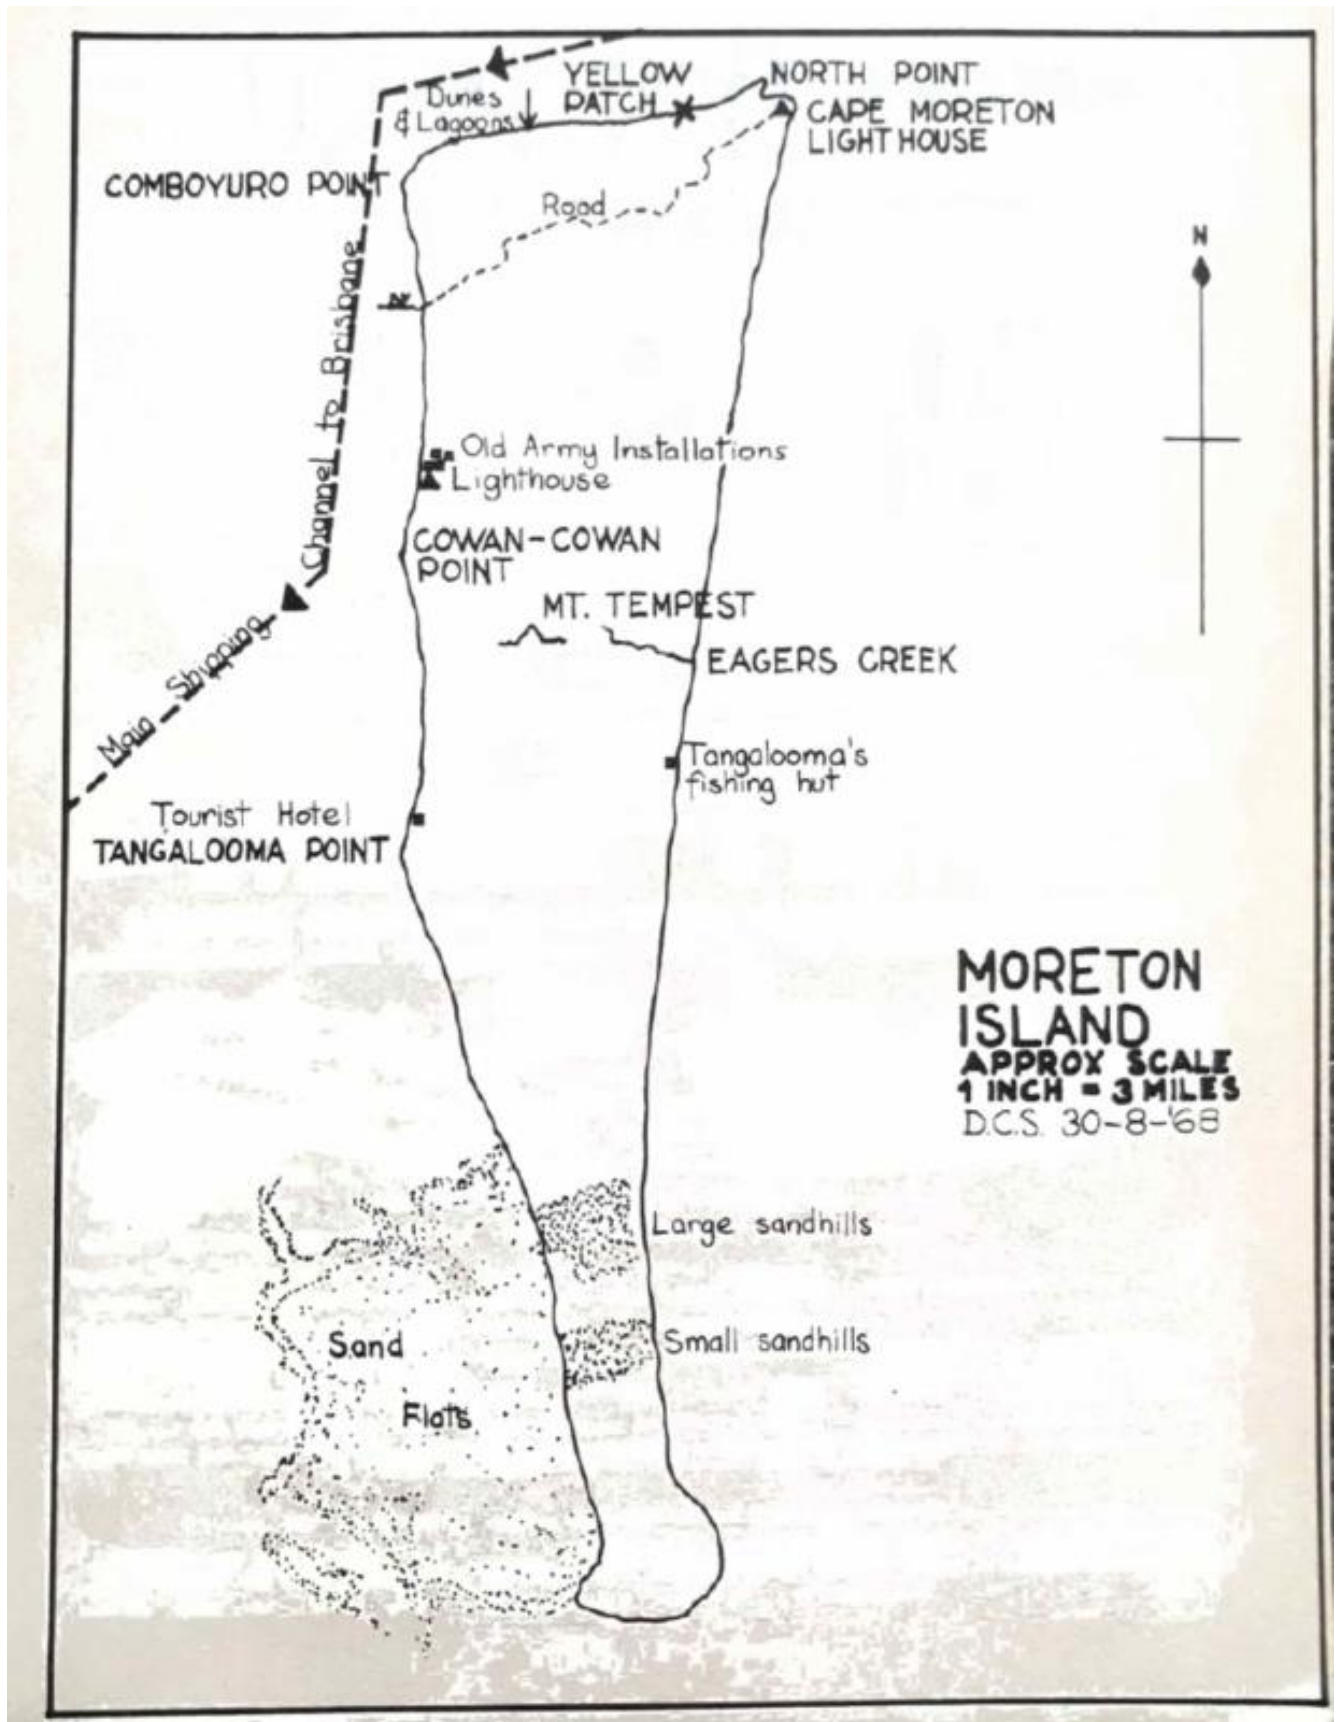 YELLOW
PATCH
NORTH POINT
CAPE MORETON
LIGHTHOUSE
Dunes
& Lagoons
COMBOYURO POINT
Road
N
Channel to Brisbane
Old Army Installations
Lighthouse
COWAN-COWAN
POINT
MT. TEMPEST
EAGERS CREEK
Main Shipping
Tangalooma's
fishing hut
Tourist Hotel
TANGALOOMA POINT
MORETON
ISLAND
APPROX SCALE
1 INCH = 3 MILES
D.C.S. 30-8-'68
Large sandhills
Small sandhills
Sand
Flats